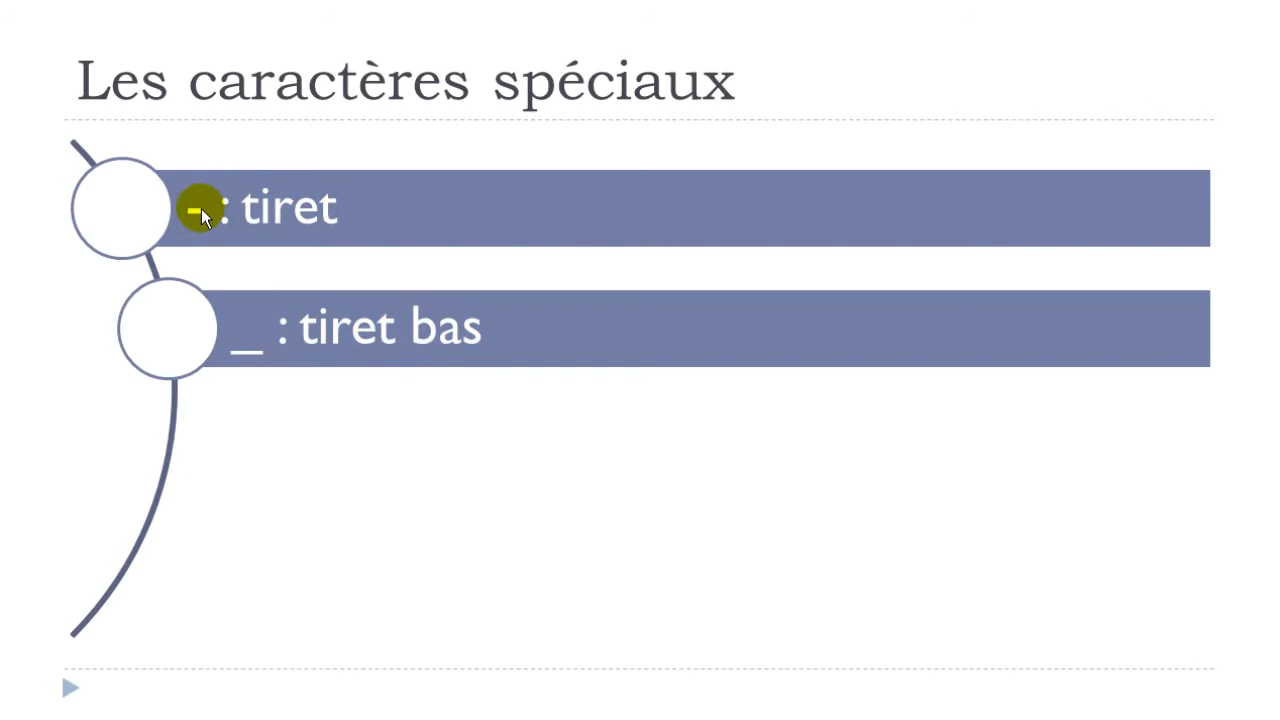 Les caractères spéciaux
- : tiret
_ : tiret bas